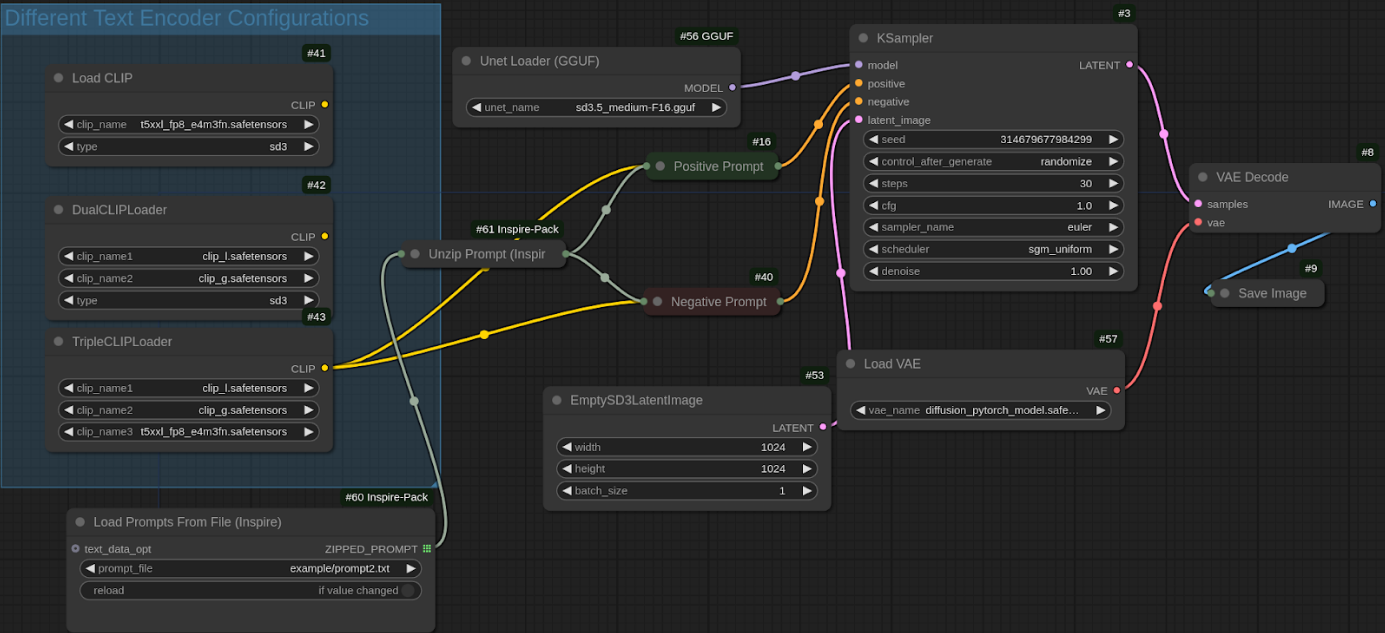 Different Text Encoder Configurations
#41
Load CLIP
CLIP
clip_name t5xxl_fp8_e4m3fn.safetensors
type sd3
#42
DualCLIPLoader
CLIP
clip_name1 clip_l.safetensors
clip_name2 clip_g.safetensors
type sd3
#43
TripleCLIPLoader
CLIP
clip_name1 clip_l.safetensors
clip_name2 clip_g.safetensors
clip_name3 t5xxl_fp8_e4m3fn.safetensors
#60 Inspire-Pack
Load Prompts From File (Inspire)
text_data_opt ZIPPED_PROMPT
prompt_file example/prompt2.txt
reload if value changed
#56 GGUF
Unet Loader (GGUF)
MODEL
unet_name sd3.5_medium-F16.gguf
#16
Positive Prompt
#61 Inspire-Pack
Unzip Prompt (Inspir
#40
Negative Prompt
#53
EmptySD3LatentImage
LATENT
width 1024
height 1024
batch_size 1
#3
KSampler
model LATENT
positive
negative
latent_image
seed 314679677984299
control_after_generate randomize
steps 30
cfg 1.0
sampler_name euler
scheduler sgm_uniform
denoise 1.00
#57
Load VAE
VAE
vae_name diffusion_pytorch_model.safe...
#8
VAE Decode
samples IMAGE
vae
#9
Save Image